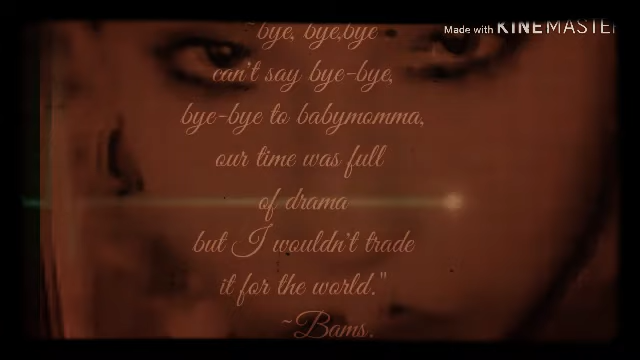 Made with KINEMASTE
~bye, bye,bye
can't say bye-bye,
bye-bye to babymomma,
our time was full
of drama
but I wouldn't trade
it for the world."
~Bams.